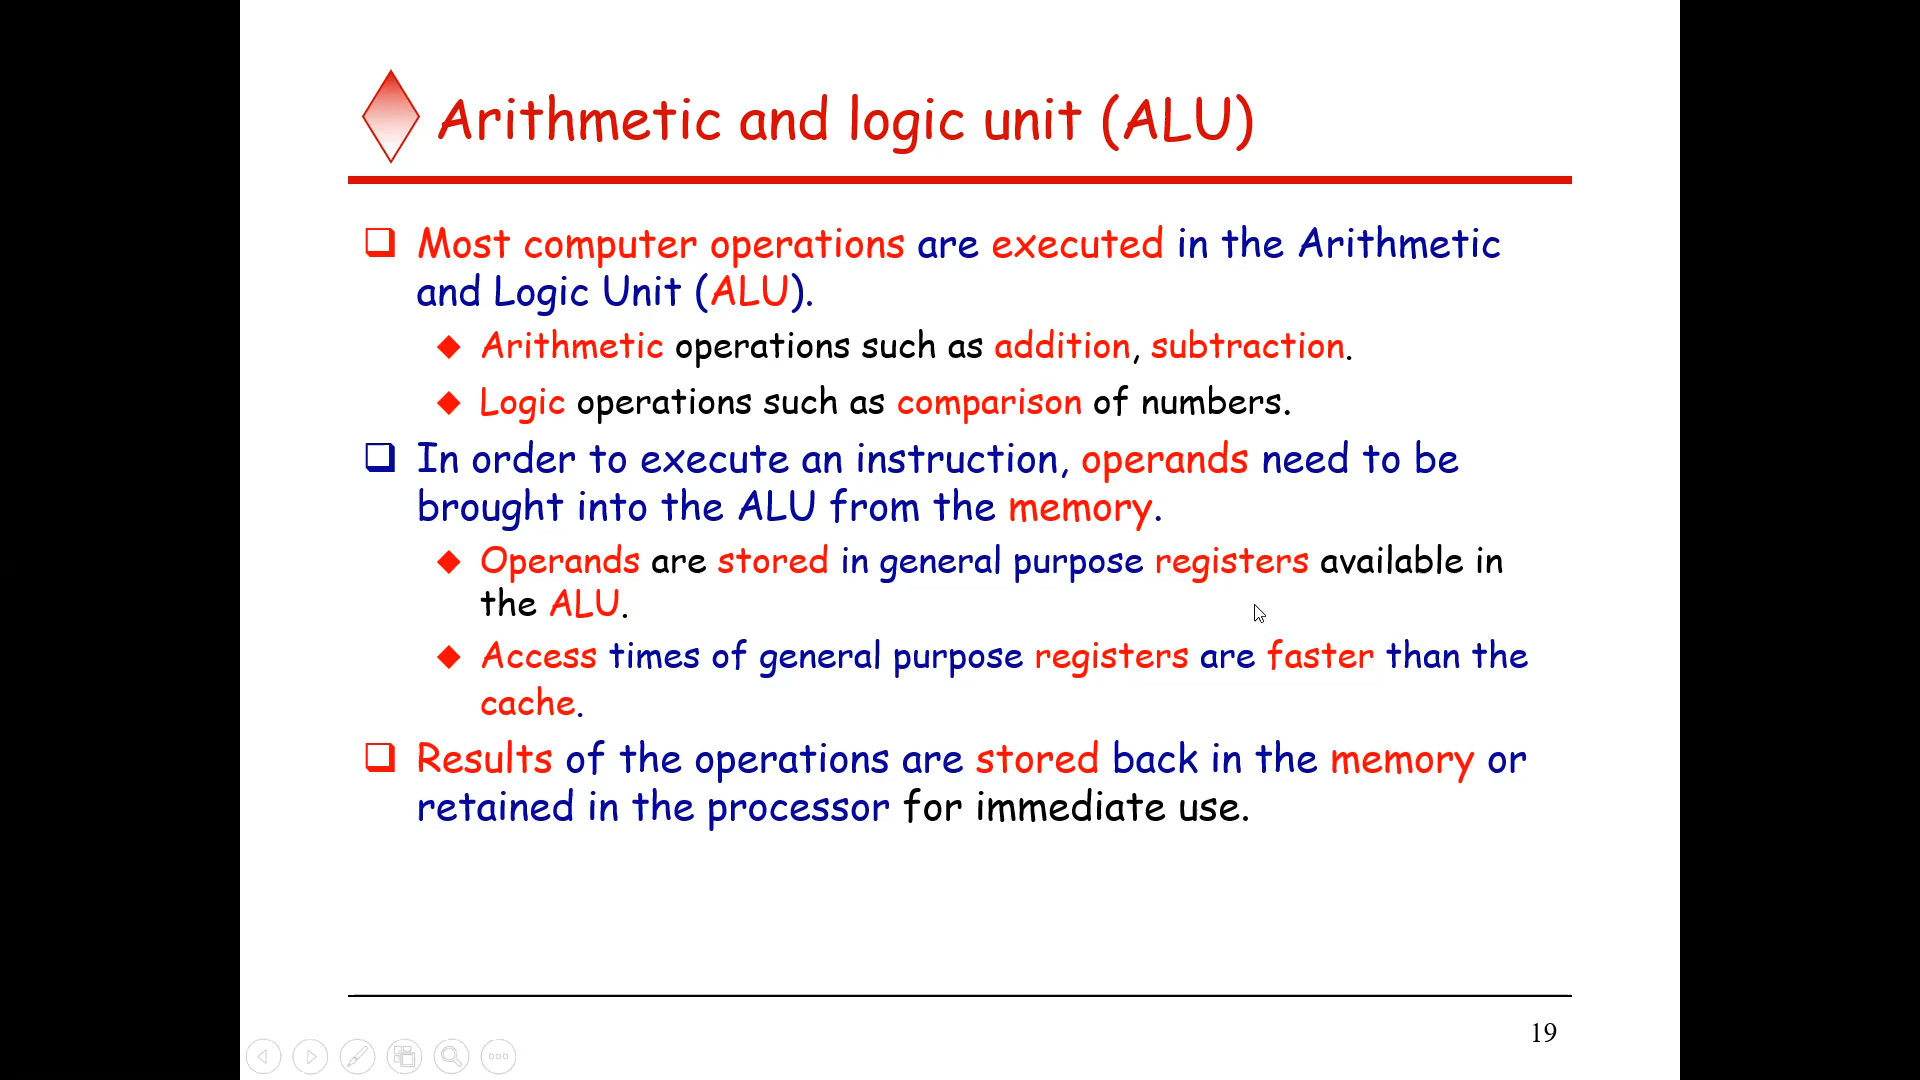 Arithmetic and logic unit (ALU)
Most computer operations are executed in the Arithmetic
and Logic Unit (ALU).
Arithmetic operations such as addition, subtraction.
Logic operations such as comparison of numbers.
In order to execute an instruction, operands need to be
brought into the ALU from the memory.
Operands are stored in general purpose registers available in
the ALU.
Access times of general purpose registers are faster than the
cache.
Results of the operations are stored back in the memory or
retained in the processor for immediate use.
19